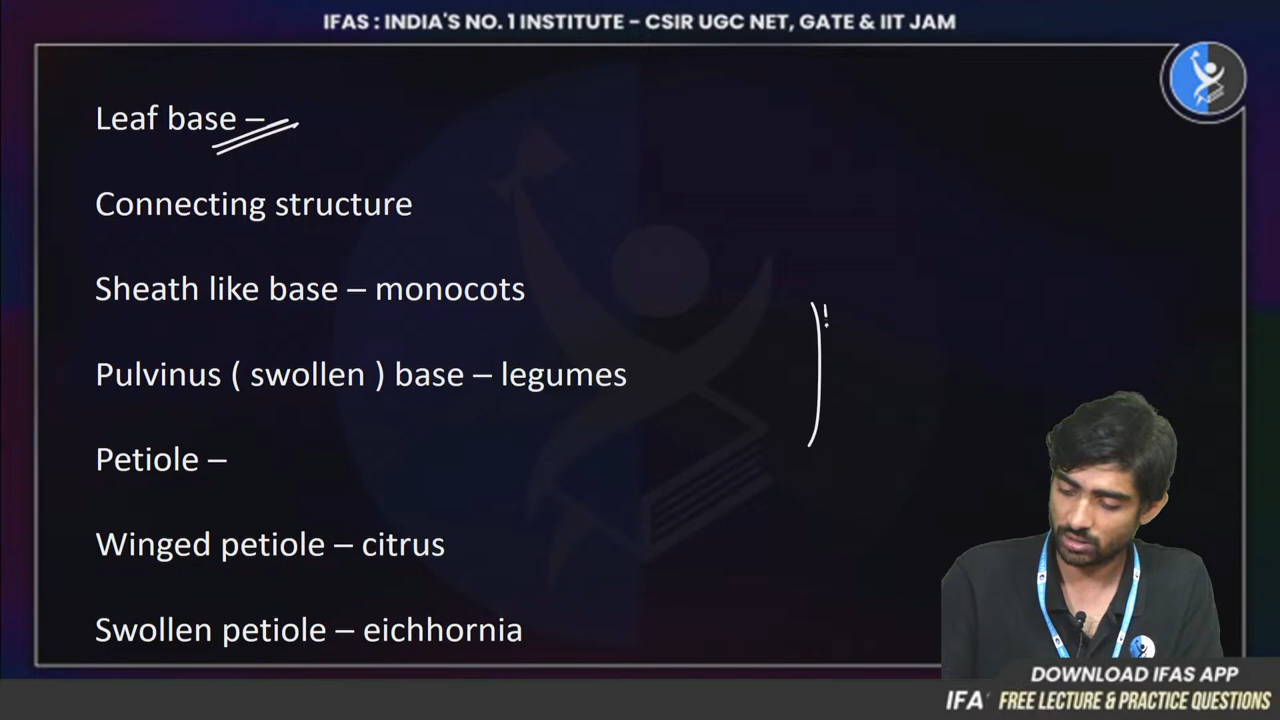 IFAS : INDIA'S NO. 1 INSTITUTE – CSIR UGC NET, GATE & IIT JAM
Leaf base –
Connecting structure
Sheath like base – monocots
Pulvinus ( swollen ) base – legumes
Petiole –
Winged petiole – citrus
Swollen petiole – eichhornia
DOWNLOAD IFAS APP
IFA FREE LECTURE & PRACTICE QUESTIONS